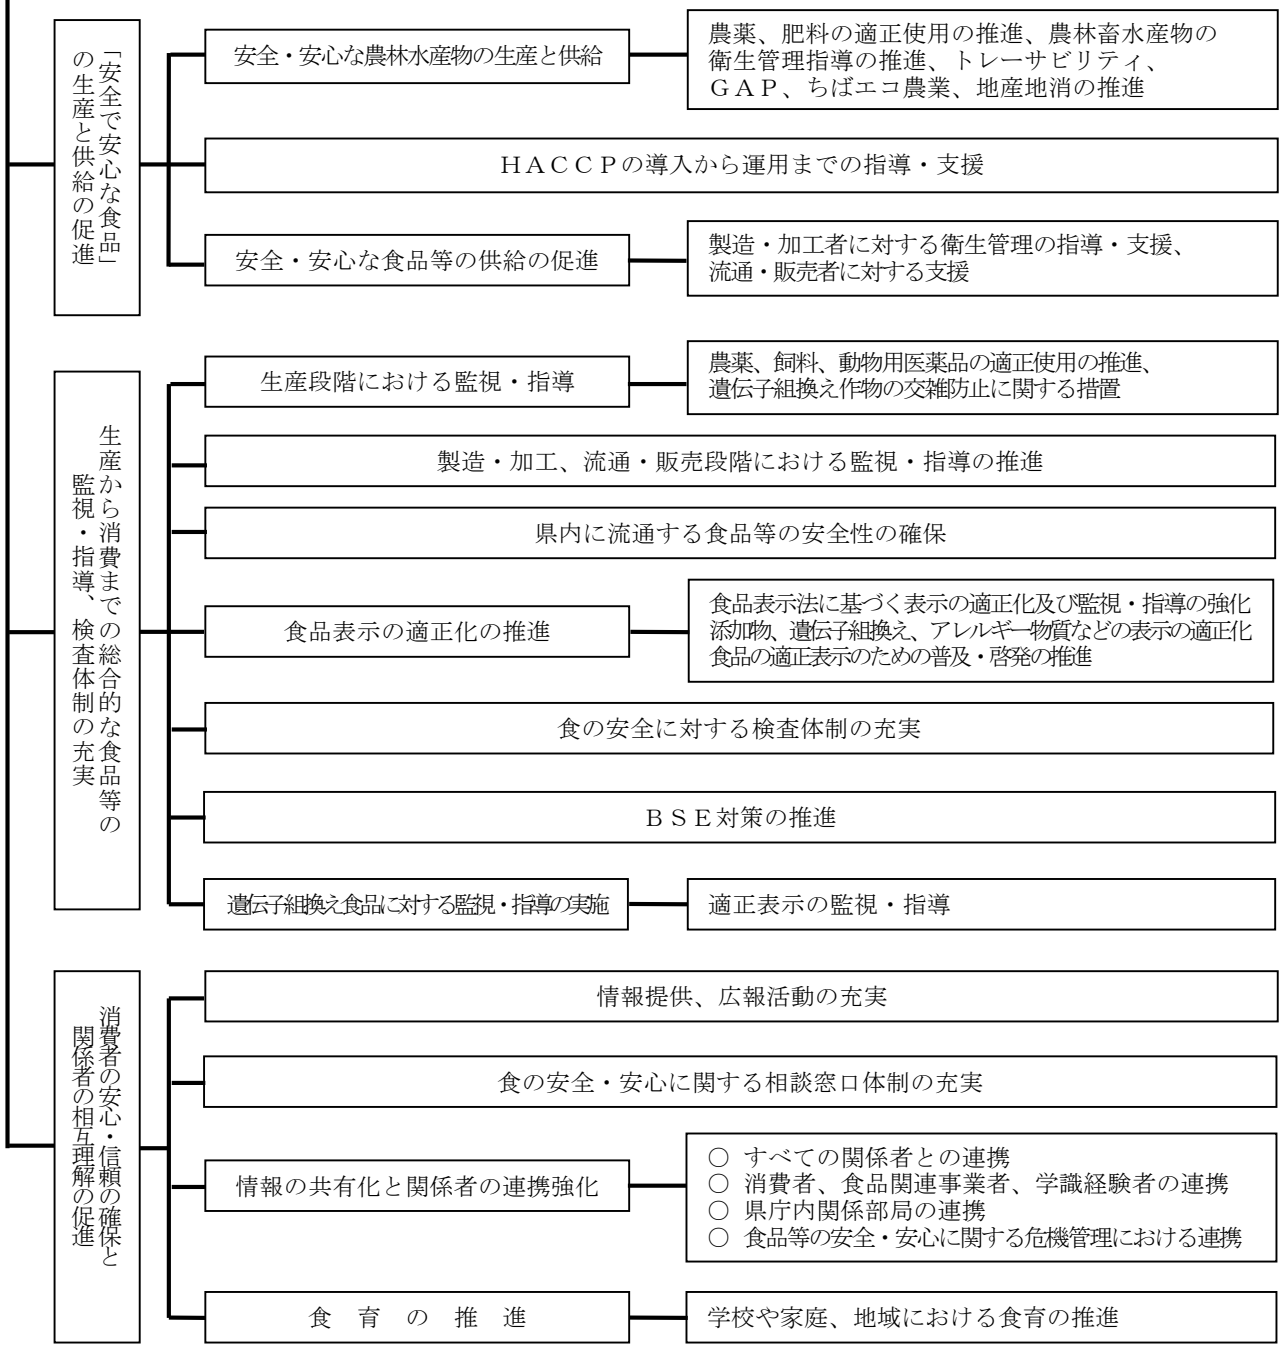 「安全で安心な食品」
の生産と供給の促進
安全・安心な農林水産物の生産と供給
農薬、肥料の適正使用の推進、農林畜水産物の
衛生管理指導の推進、トレーサビリティ、
ＧＡＰ、ちばエコ農業、地産地消の推進
ＨＡＣＣＰの導入から運用までの指導・支援
安全・安心な食品等の供給の促進
製造・加工者に対する衛生管理の指導・支援、
流通・販売者に対する支援
生産から消費までの総合的な食品等の
監視・指導、検査体制の充実
生産段階における監視・指導
農薬、飼料、動物用医薬品の適正使用の推進、
遺伝子組換え作物の交雑防止に関する措置
製造・加工、流通・販売段階における監視・指導の推進
県内に流通する食品等の安全性の確保
食品表示の適正化の推進
食品表示法に基づく表示の適正化及び監視・指導の強化
添加物、遺伝子組換え、アレルギー物質などの表示の適正化
食品の適正表示のための普及・啓発の推進
食の安全に対する検査体制の充実
ＢＳＥ対策の推進
遺伝子組換え食品に対する監視・指導の実施
適正表示の監視・指導
消費者の安心・信頼の確保と
関係者の相互理解の促進
情報提供、広報活動の充実
食の安全・安心に関する相談窓口体制の充実
情報の共有化と関係者の連携強化
○ すべての関係者との連携
○ 消費者、食品関連事業者、学識経験者の連携
○ 県庁内関係部局の連携
○ 食品等の安全・安心に関する危機管理における連携
食 育 の 推 進
学校や家庭、地域における食育の推進